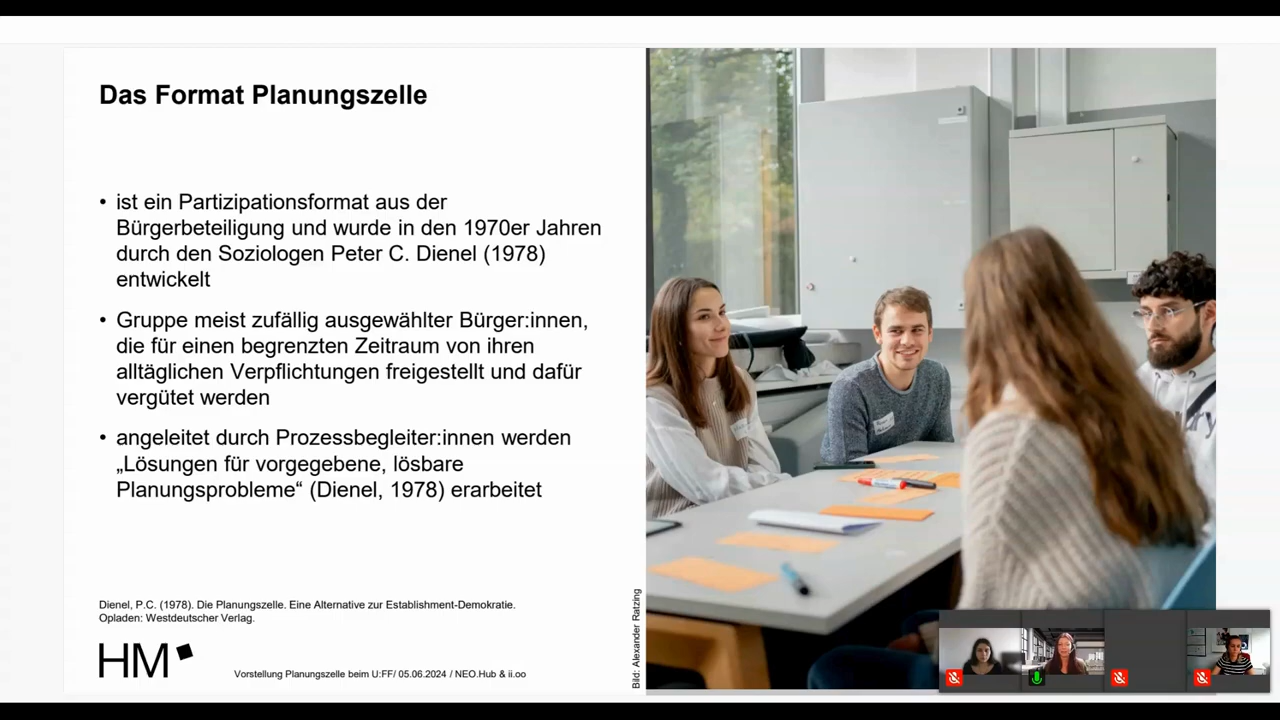 Das Format Planungszelle
• ist ein Partizipationsformat aus der
Bürgerbeteiligung und wurde in den 1970er Jahren
durch den Soziologen Peter C. Dienel (1978)
entwickelt
• Gruppe meist zufällig ausgewählter Bürger:innen,
die für einen begrenzten Zeitraum von ihren
alltäglichen Verpflichtungen freigestellt und dafür
vergütet werden
• angeleitet durch Prozessbegleiter:innen werden
„Lösungen für vorgegebene, lösbare
Planungsprobleme“ (Dienel, 1978) erarbeitet
Dienel, P.C. (1978). Die Planungszelle. Eine Alternative zur Establishment-Demokratie.
Opladen: Westdeutscher Verlag.
HM
Vorstellung Planungszelle beim U:FF/ 05.06.2024 / NEO.Hub & ii.oo
Bild: Alexander Ratzing